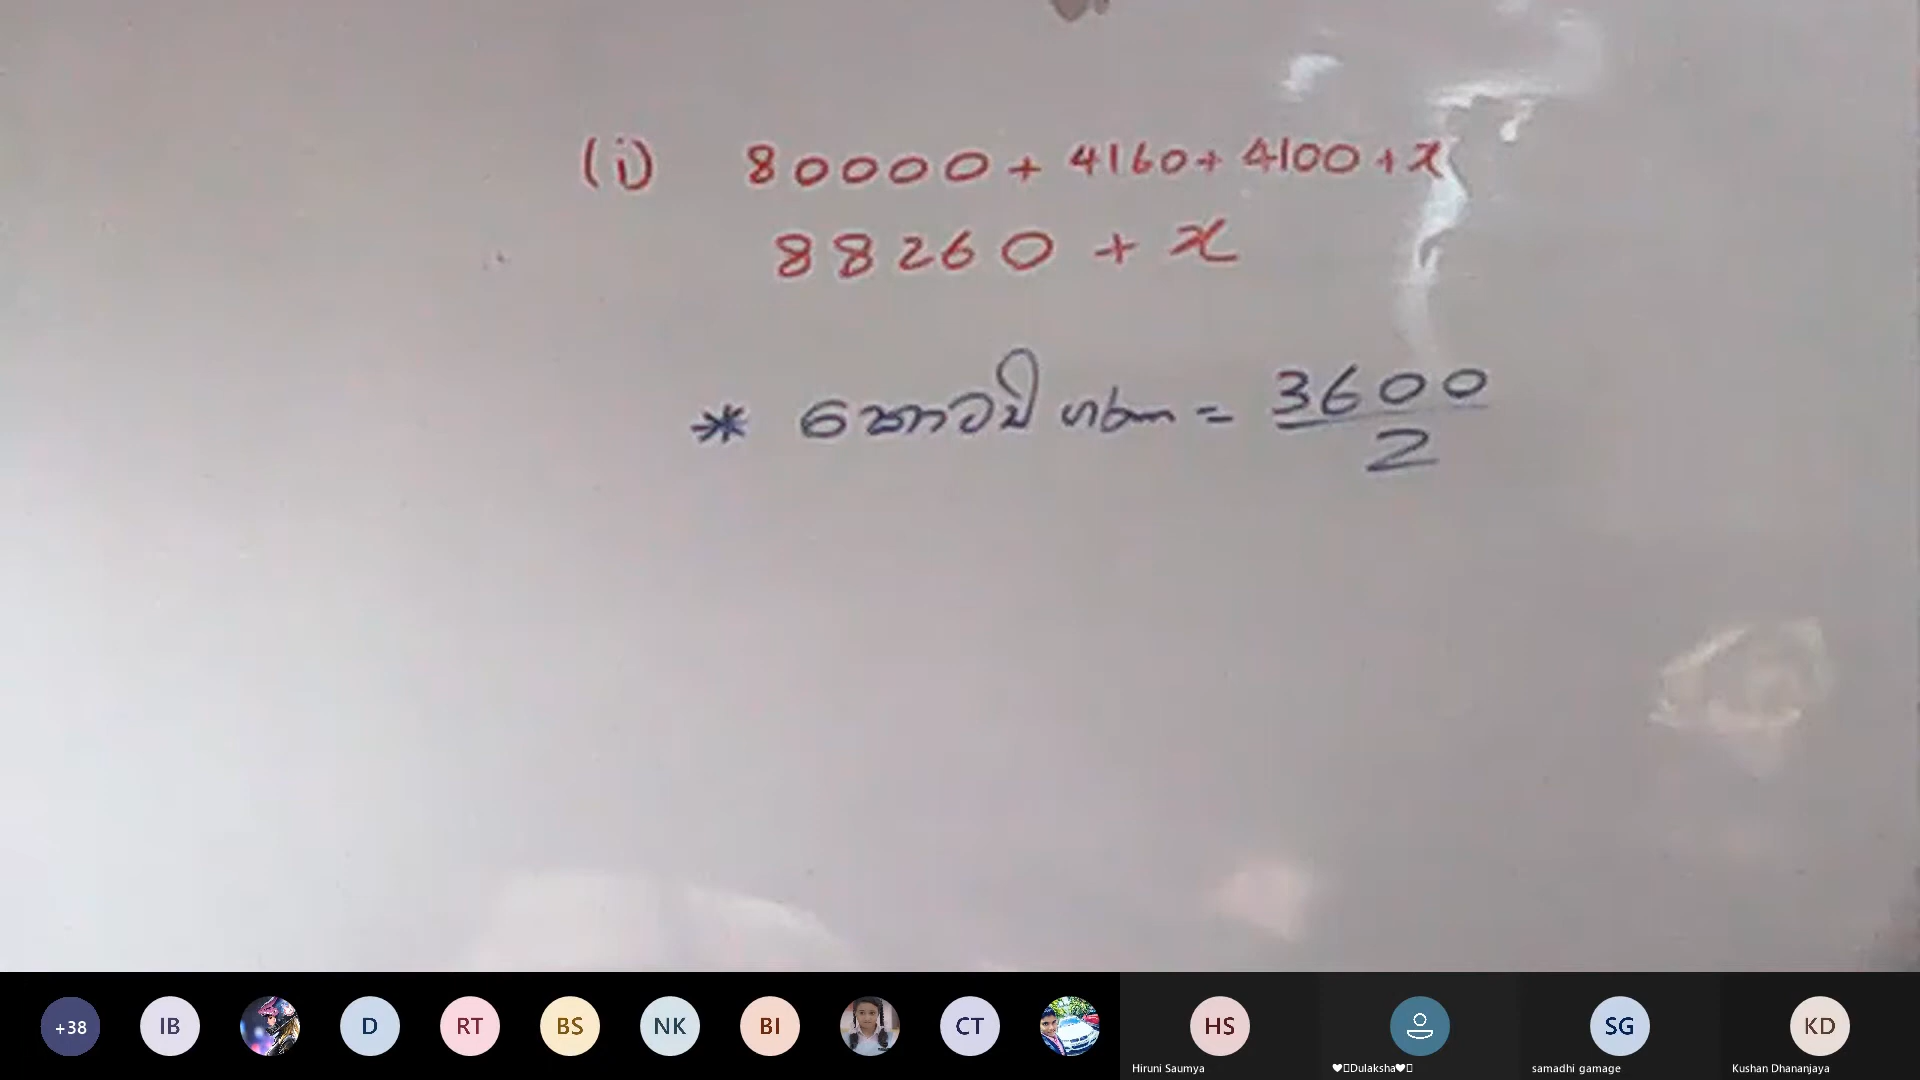 (i) 80000 + 4160 + 4100 + x
88260 + x
* කොටස් ගණන = 3600
2
+38 IB D RT BS NK BI CT HS SG KD
Hiruni Saumya Dulaksha samadhi gamage Kushan Dhananjaya